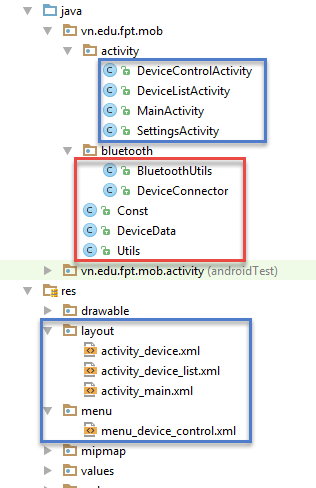 java
vn.edu.fpt.mob
activity
DeviceControlActivity
DeviceListActivity
MainActivity
SettingsActivity
bluetooth
BluetoothUtils
DeviceConnector
Const
DeviceData
Utils
vn.edu.fpt.mob.activity (androidTest)
res
drawable
layout
activity_device.xml
activity_device_list.xml
activity_main.xml
menu
menu_device_control.xml
mipmap
values